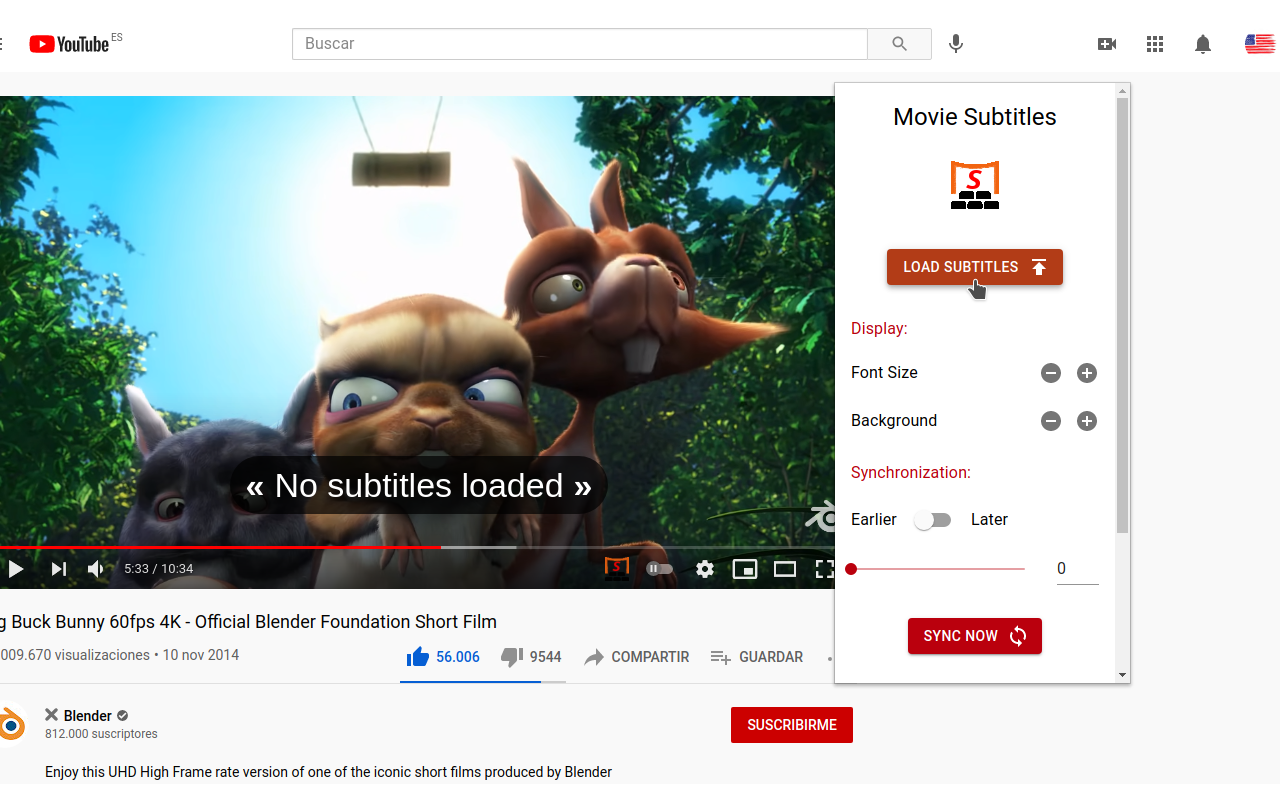 YouTube ES
Buscar
Movie Subtitles
S
LOAD SUBTITLES
Display:
Font Size
Background
Synchronization:
Earlier Later
0
SYNC NOW
« No subtitles loaded »
5:33 / 10:34
S
g Buck Bunny 60fps 4K - Official Blender Foundation Short Film
009.670 visualizaciones • 10 nov 2014
56.006
9544
COMPARTIR
GUARDAR
Blender
812.000 suscriptores
SUSCRIBIRME
Enjoy this UHD High Frame rate version of one of the iconic short films produced by Blender